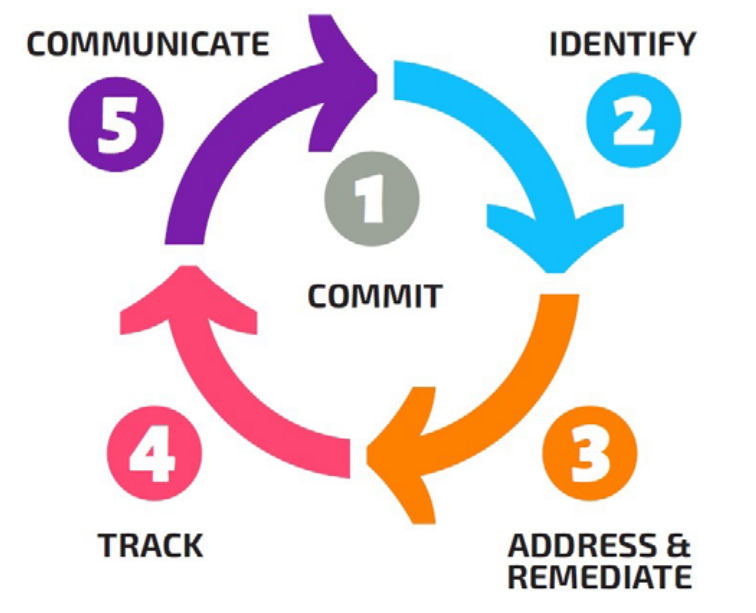 COMMUNICATE
5
IDENTIFY
2
1
COMMIT
4
TRACK
3
ADDRESS &
REMEDIATE